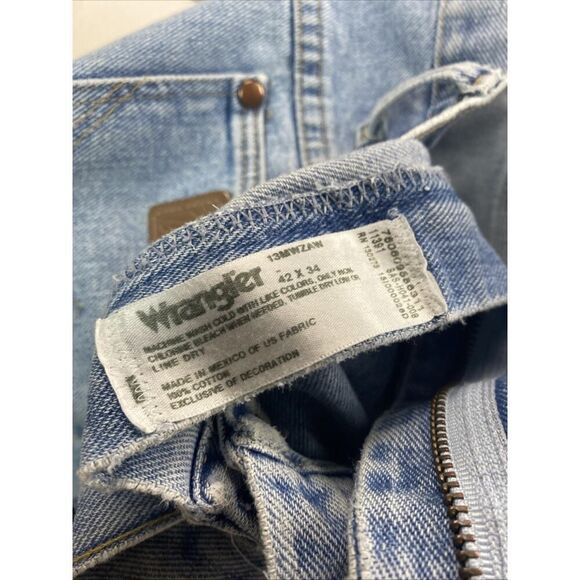 13MWZAW
Wrangler
42 X 34
MACHINE WASH COLD WITH LIKE COLORS, ONLY NON
CHLORINE BLEACH WHEN NEEDED, TUMBLE DRY LOW OR
LINE DRY
MADE IN MEXICO OF US FABRIC
100% COTTON
EXCLUSIVE OF DECORATION
11391